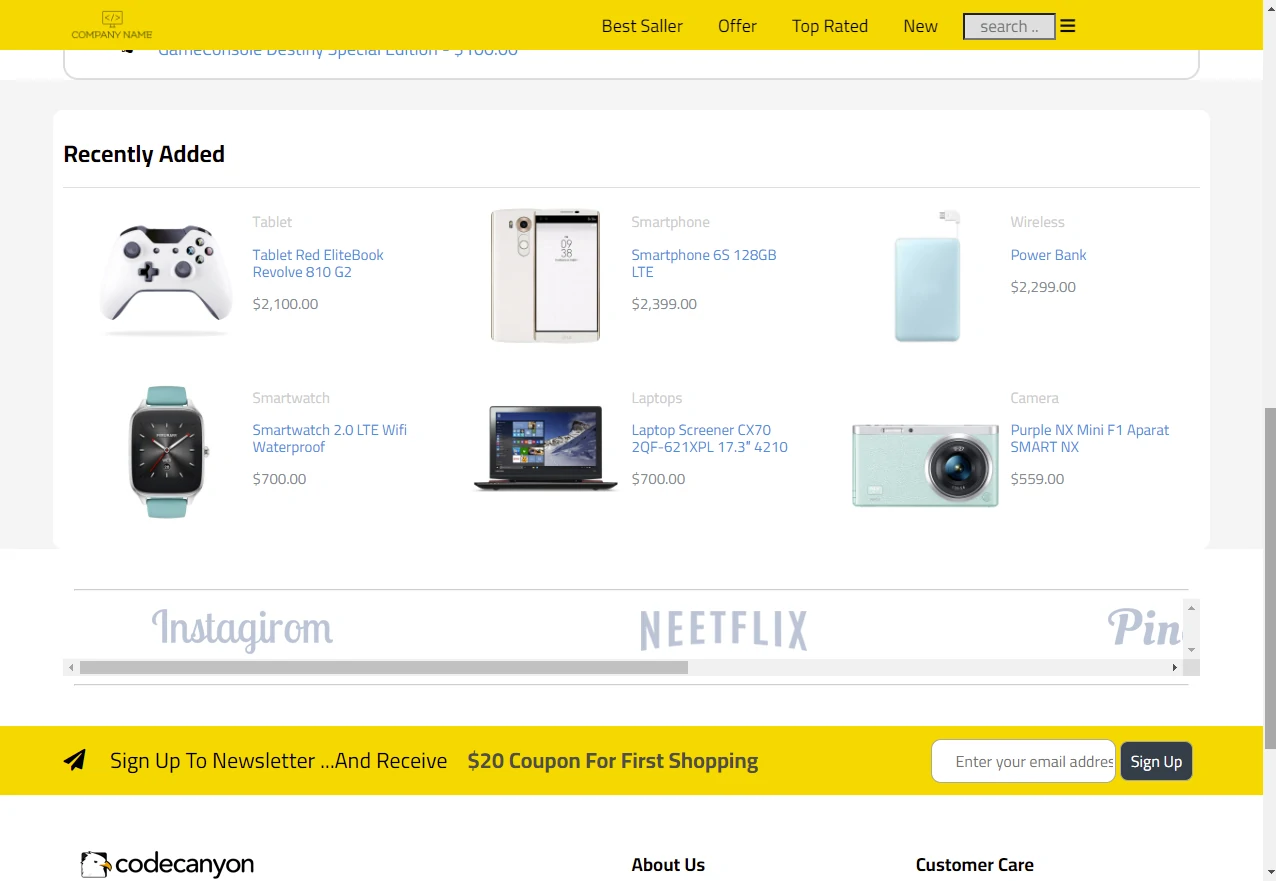 </>
COMPANY NAME
Best Saller Offer Top Rated New search ..
GameConsole Destiny Special Edition - $100.00
Recently Added
Tablet
Tablet Red EliteBook
Revolve 810 G2
$2,100.00
Smartphone
Smartphone 6S 128GB
LTE
$2,399.00
Wireless
Power Bank
$2,299.00
Smartwatch
Smartwatch 2.0 LTE Wifi
Waterproof
$700.00
Laptops
Laptop Screener CX70
2QF-621XPL 17.3″ 4210
$700.00
Camera
Purple NX Mini F1 Aparat
SMART NX
$559.00
Instagirom NEETFLIX Pin
Sign Up To Newsletter ...And Receive $20 Coupon For First Shopping Enter your email addres Sign Up
codecanyon About Us Customer Care